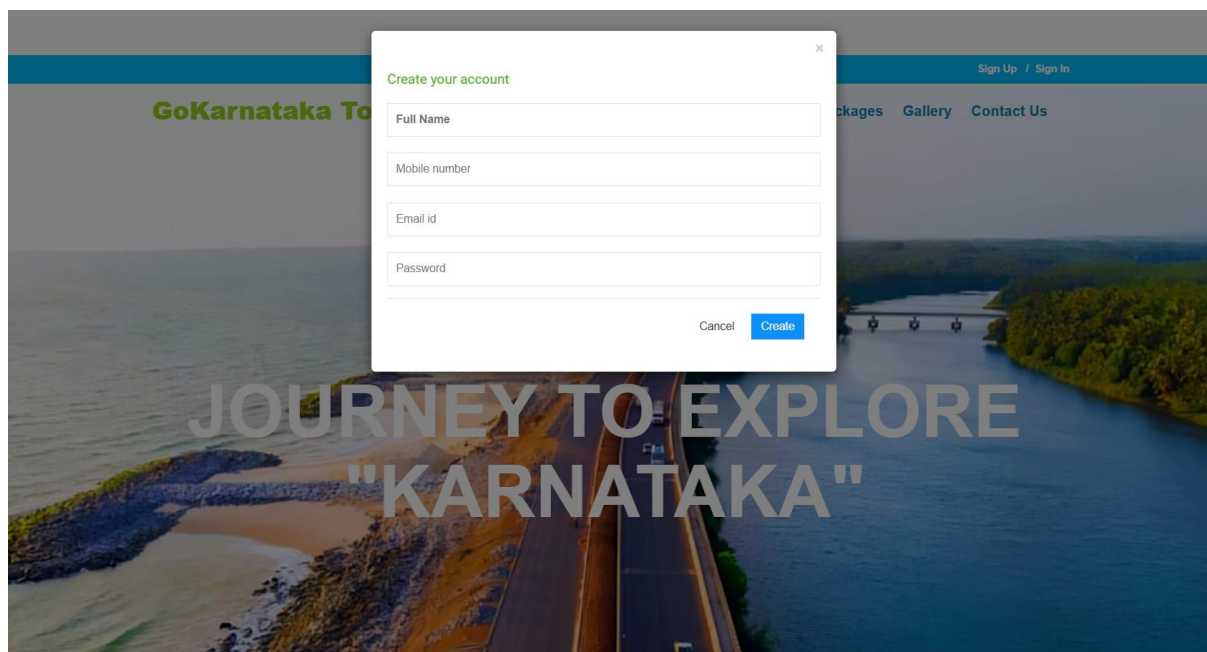 ×
Sign Up / Sign In
Create your account
GoKarnataka To
ckages Gallery Contact Us
Full Name
Mobile number
Email id
Password
Cancel Create
JOURNEY TO EXPLORE
"KARNATAKA"